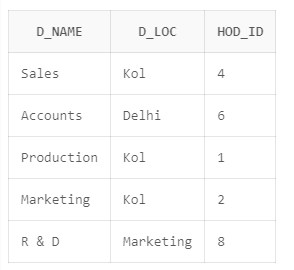 D_NAME D_LOC HOD_ID
Sales Kol 4
Accounts Delhi 6
Production Kol 1
Marketing Kol 2
R & D Marketing 8